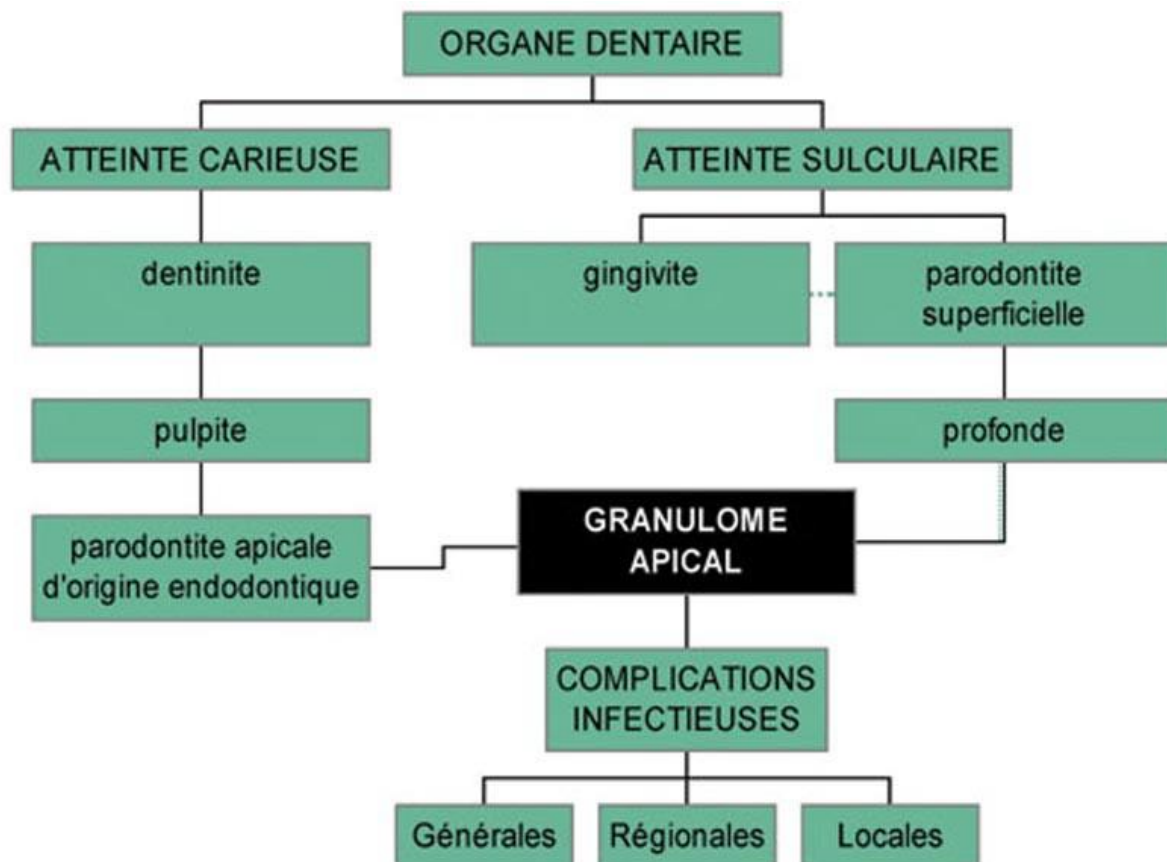 ORGANE DENTAIRE
ATTEINTE CARIEUSE
ATTEINTE SULCULAIRE
dentinite
gingivite
parodontite
superficielle
pulpite
profonde
parodontite apicale
d'origine endodontique
GRANULOME
APICAL
COMPLICATIONS
INFECTIEUSES
Générales
Régionales
Locales